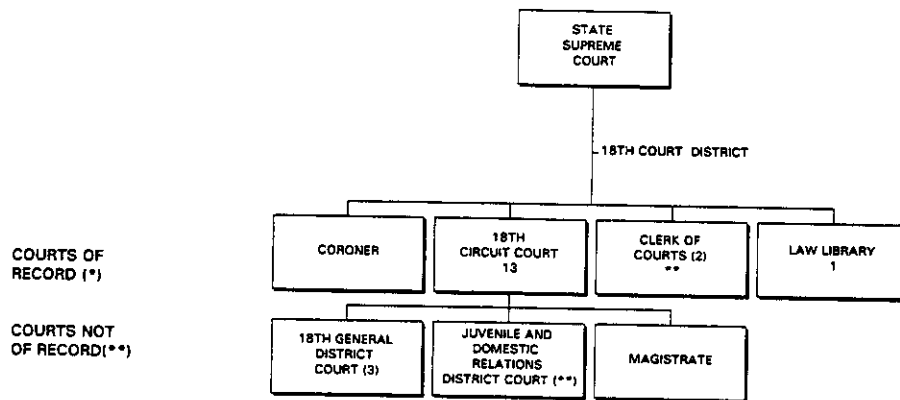 STATE
SUPREME
COURT
18TH COURT DISTRICT
COURTS OF
RECORD (*)
CORONER
18TH
CIRCUIT COURT
13
CLERK OF
COURTS (2)
**
LAW LIBRARY
1
COURTS NOT
OF RECORD(**)
18TH GENERAL
DISTRICT
COURT (3)
JUVENILE AND
DOMESTIC
RELATIONS
DISTRICT COURT (**)
MAGISTRATE